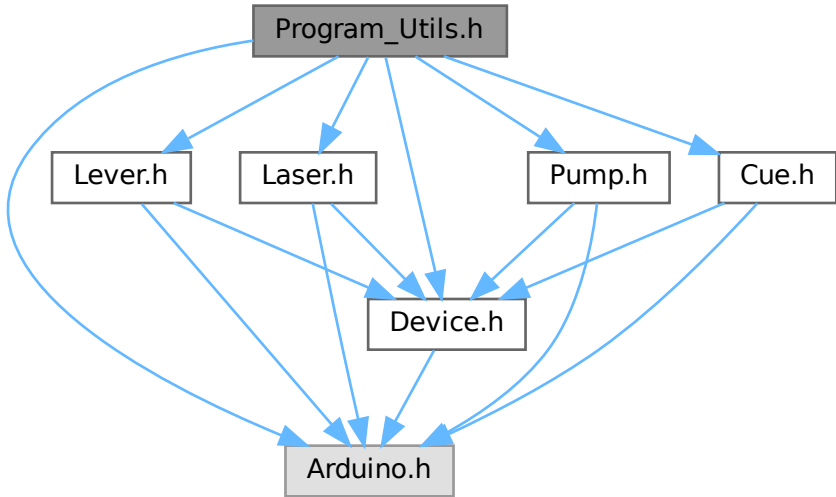 Program_Utils.h
Lever.h
Laser.h
Pump.h
Cue.h
Device.h
Arduino.h